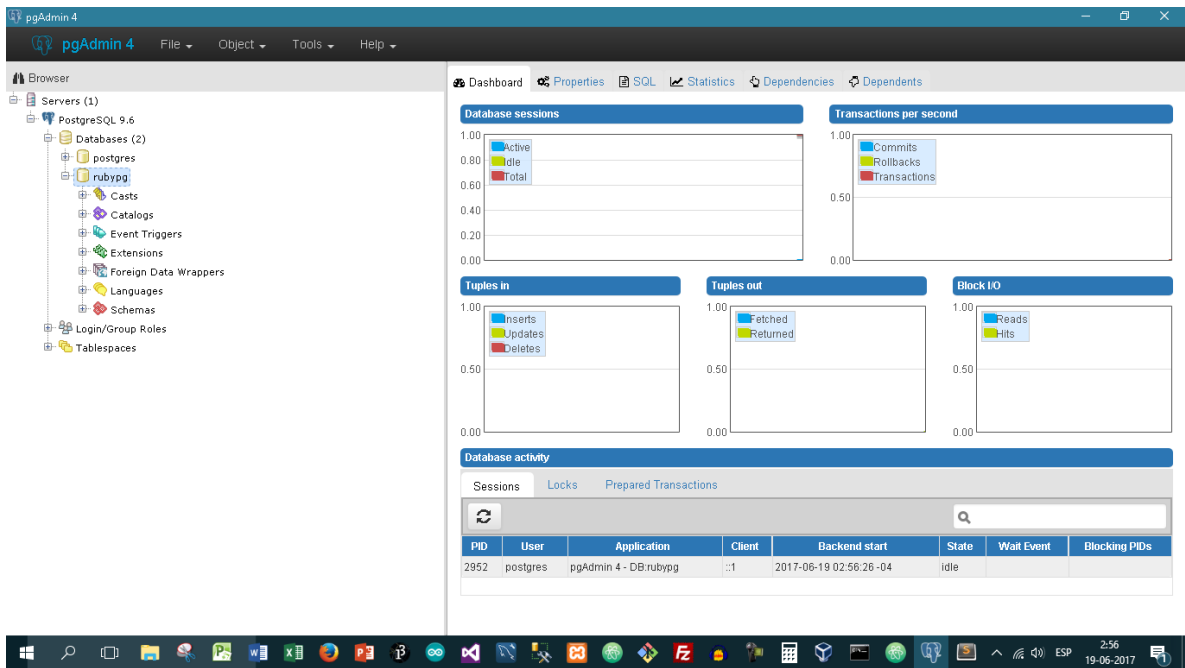 pgAdmin 4
pgAdmin 4 File Object Tools Help
Browser
Servers (1)
PostgreSQL 9.6
Databases (2)
postgres
rubypg
Casts
Catalogs
Event Triggers
Extensions
Foreign Data Wrappers
Languages
Schemas
Login/Group Roles
Tablespaces
Dashboard Properties SQL Statistics Dependencies Dependents
Database sessions
1.00
0.80
0.60
0.40
0.20
0.00
Active
Idle
Total
Transactions per second
1.00
0.50
0.00
Commits
Rollbacks
Transactions
Tuples in
1.00
0.50
0.00
Inserts
Updates
Deletes
Tuples out
1.00
0.50
0.00
Fetched
Returned
Block I/O
1.00
0.50
0.00
Reads
Hits
Database activity
Sessions Locks Prepared Transactions
PID User Application Client Backend start State Wait Event Blocking PIDs
2952 postgres pgAdmin 4 - DB:rubypg ::1 2017-06-19 02:56:26 -04 idle
ESP
2:56
19-06-2017